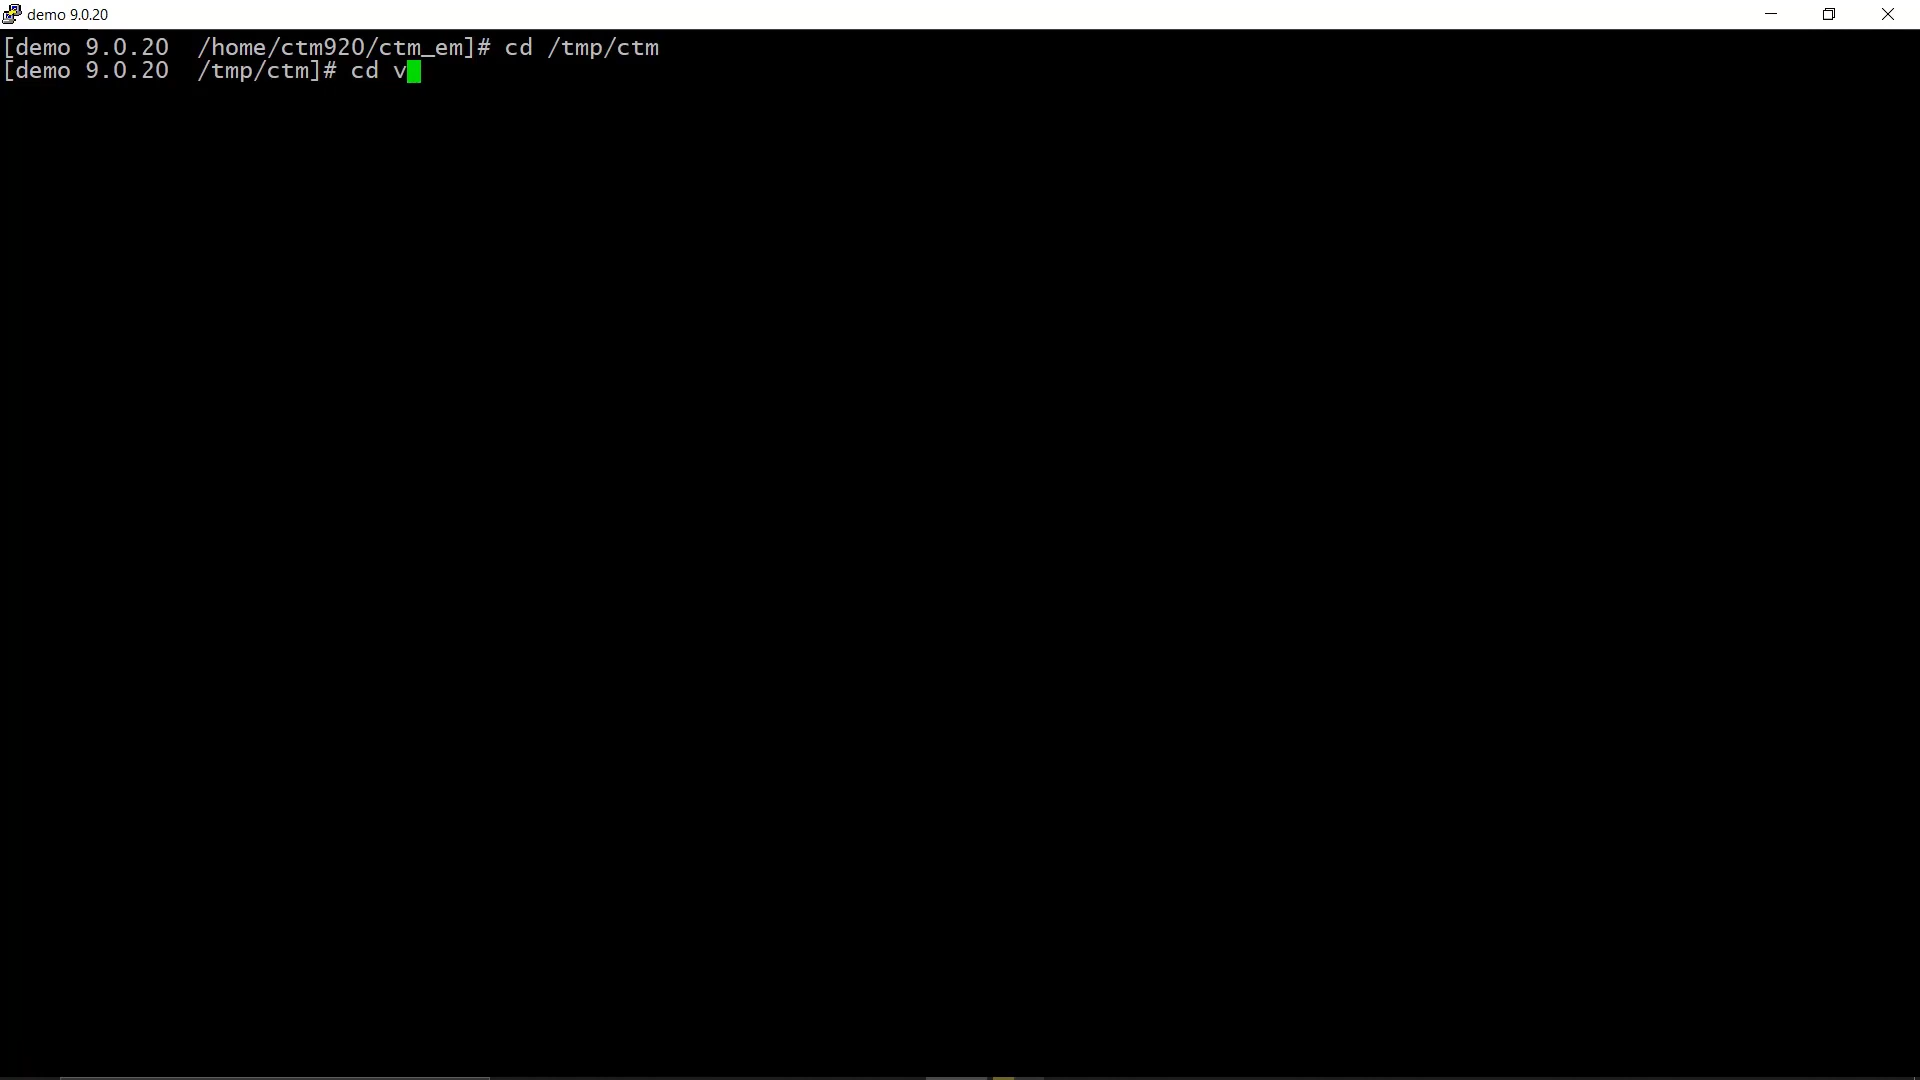 demo 9.0.20
[demo 9.0.20  /home/ctm920/ctm_em]# cd /tmp/ctm
[demo 9.0.20  /tmp/ctm]# cd v